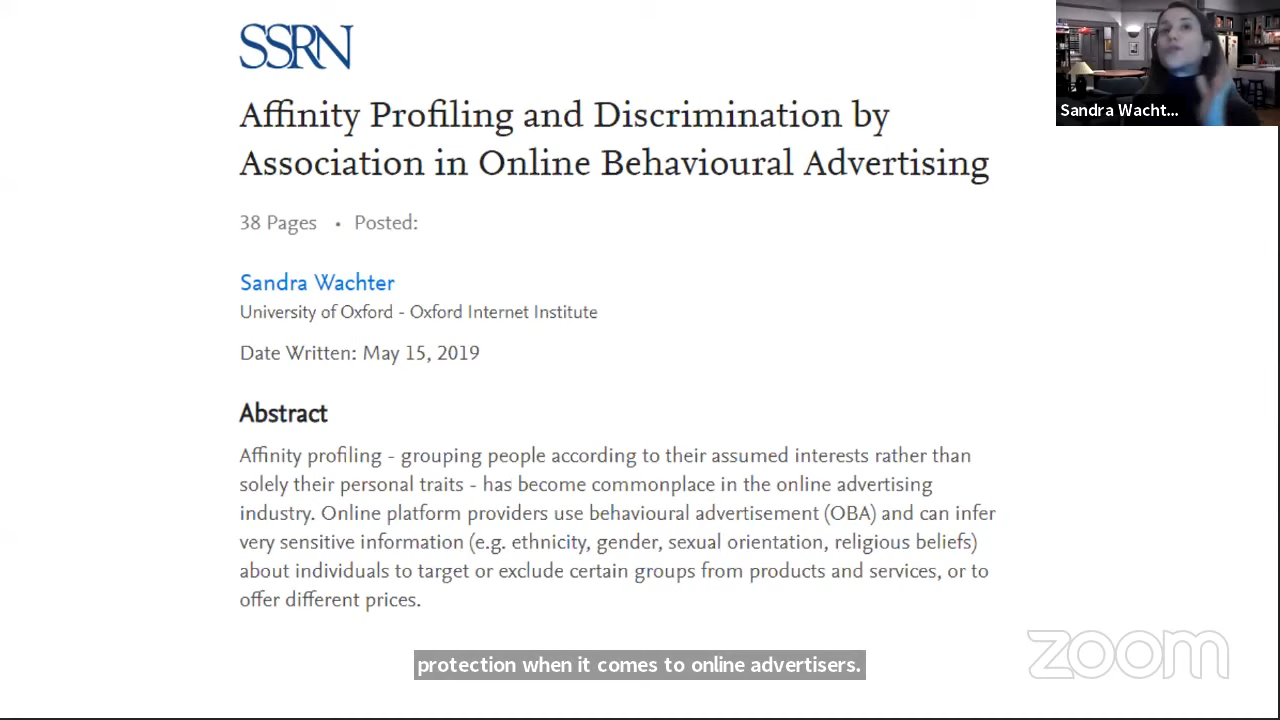 SSRN
Sandra Wacht...
Affinity Profiling and Discrimination by
Association in Online Behavioural Advertising
38 Pages • Posted:
Sandra Wachter
University of Oxford - Oxford Internet Institute
Date Written: May 15, 2019
Abstract
Affinity profiling - grouping people according to their assumed interests rather than
solely their personal traits - has become commonplace in the online advertising
industry. Online platform providers use behavioural advertisement (OBA) and can infer
very sensitive information (e.g. ethnicity, gender, sexual orientation, religious beliefs)
about individuals to target or exclude certain groups from products and services, or to
offer different prices.
protection when it comes to online advertisers.
zoom